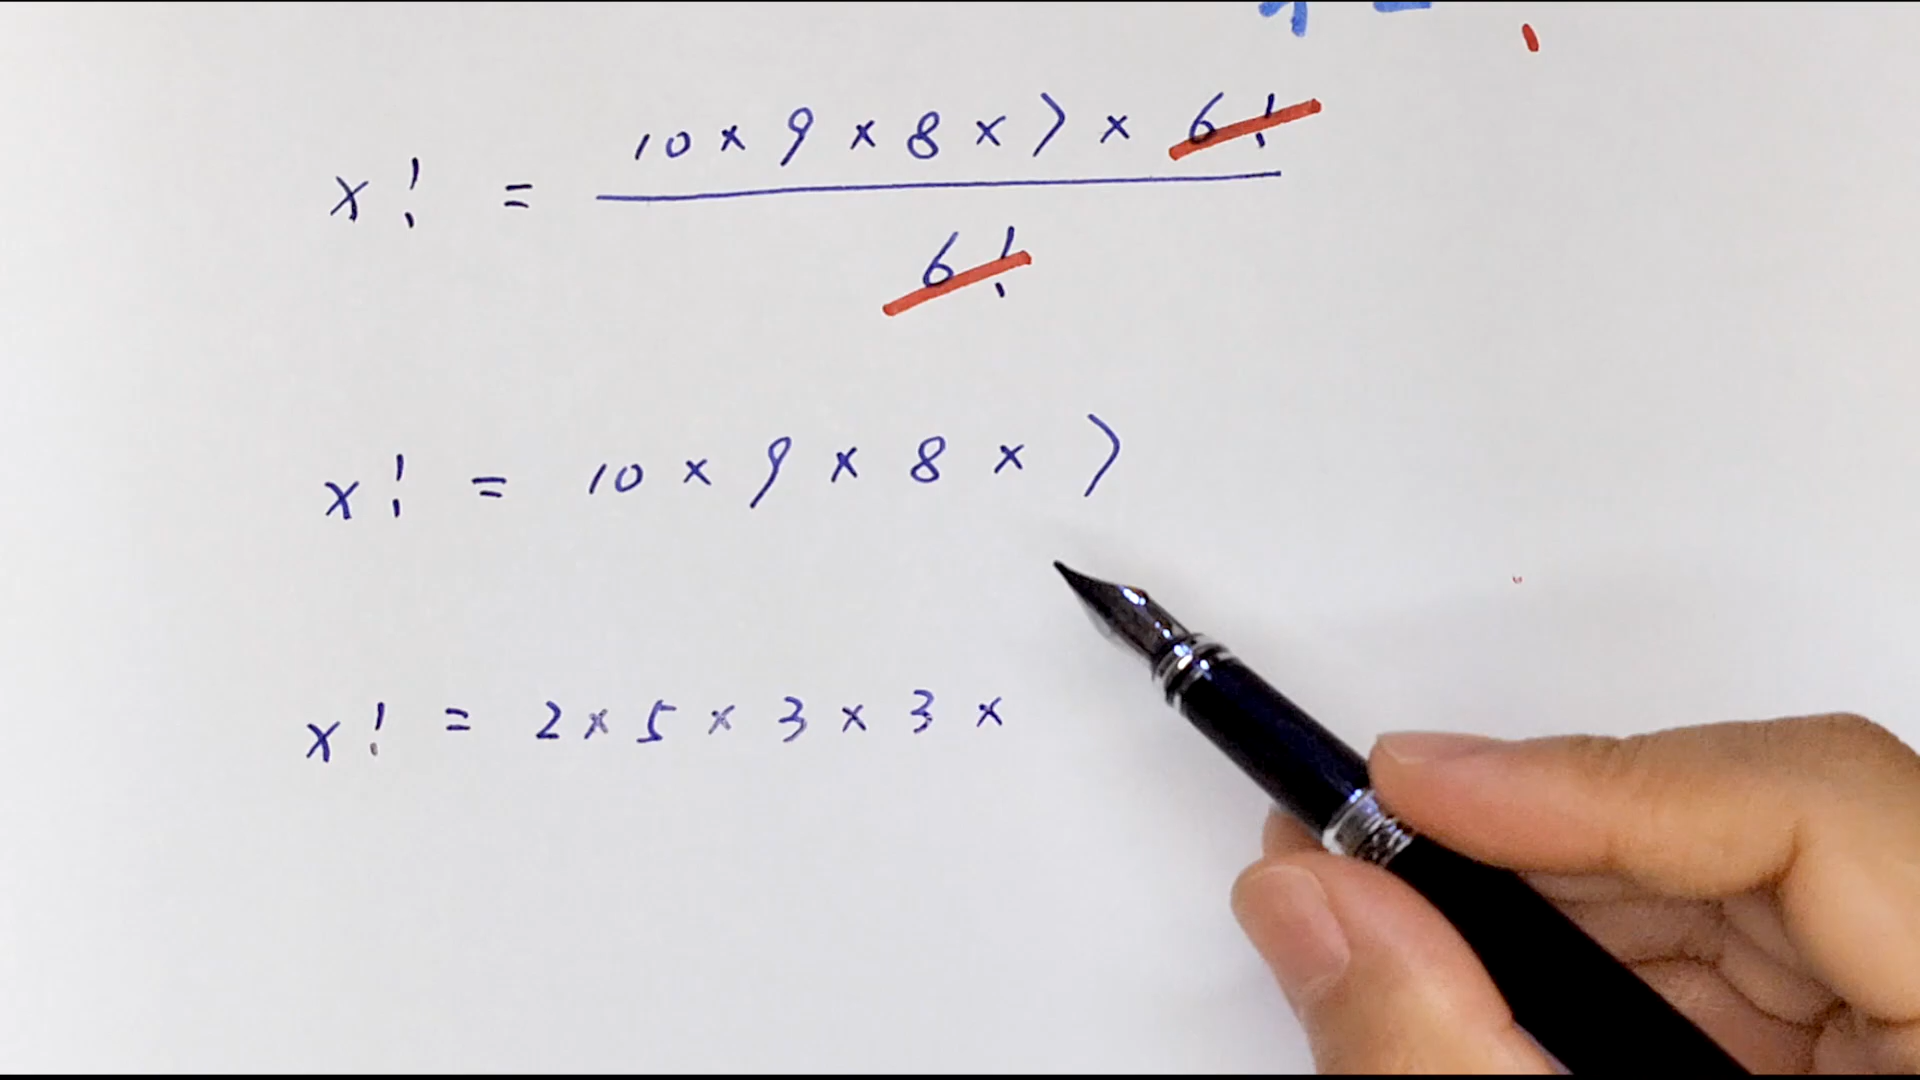 x! = 10 × 9 × 8 × 7 × 6!
6!
x! = 10 × 9 × 8 × 7
x! = 2 × 5 × 3 × 3 ×